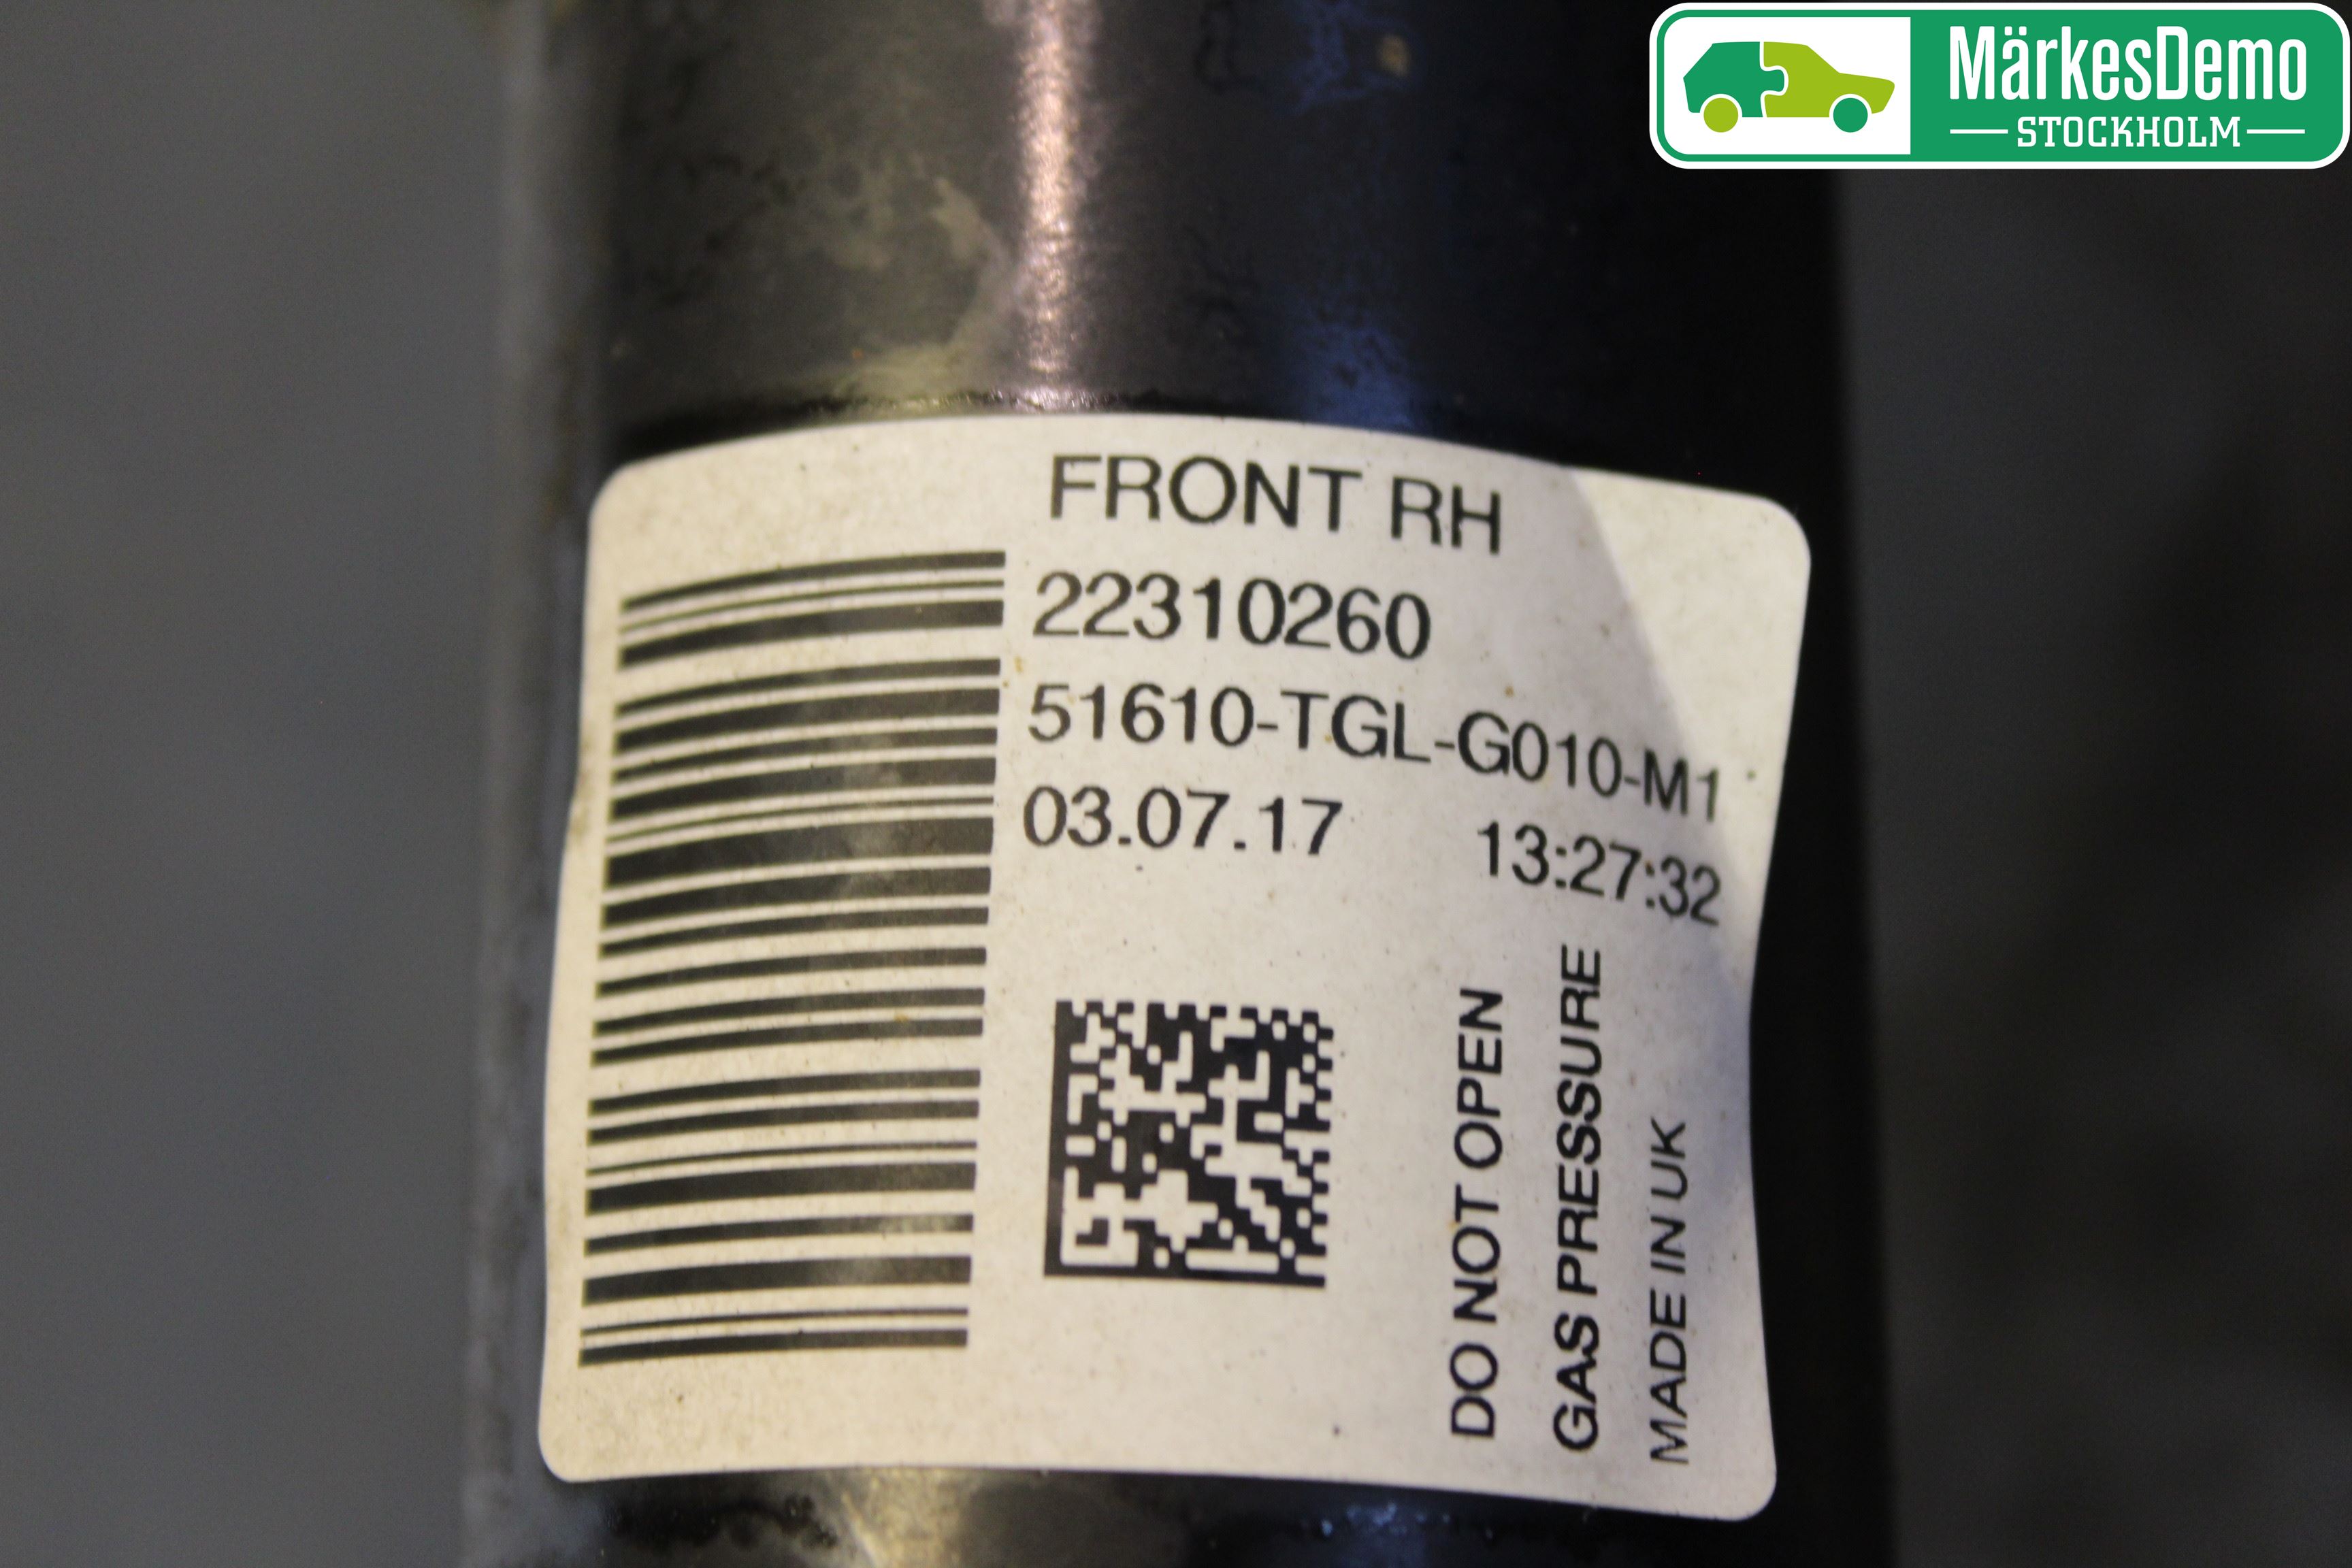 MärkesDemo
STOCKHOLM
FRONT RH
22310260
51610-TGL-G010-M1
03.07.17 13:27:32
DO NOT OPEN
GAS PRESSURE
MADE IN UK